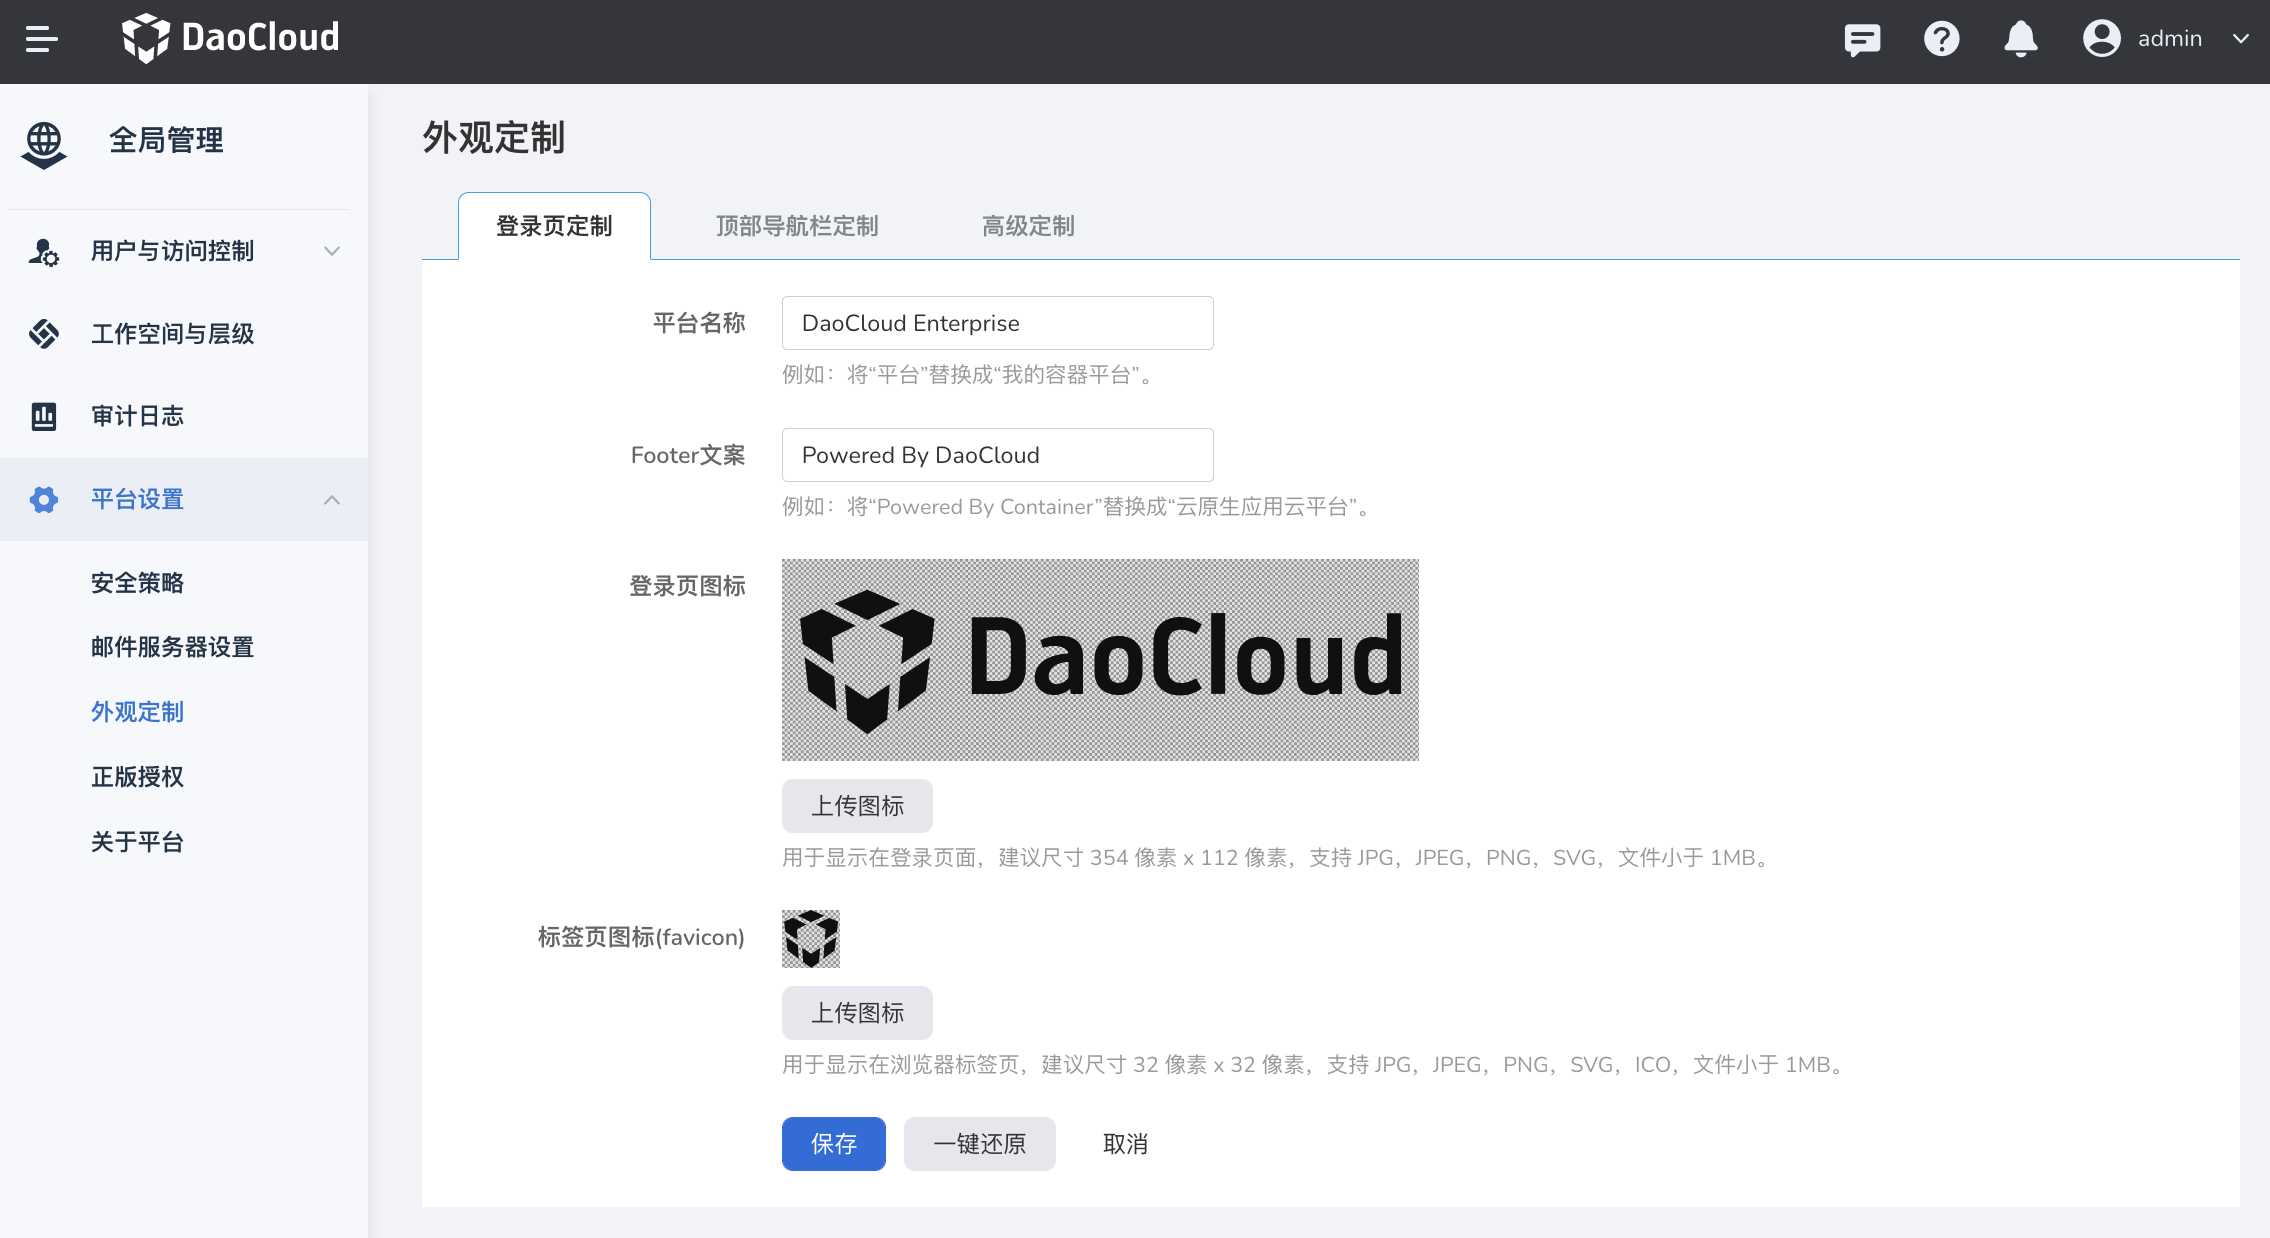 DaoCloud
admin
全局管理
用户与访问控制
工作空间与层级
审计日志
平台设置
安全策略
邮件服务器设置
外观定制
正版授权
关于平台
外观定制
登录页定制
顶部导航栏定制
高级定制
平台名称
DaoCloud Enterprise
例如：将“平台”替换成“我的容器平台”。
Footer文案
Powered By DaoCloud
例如：将“Powered By Container”替换成“云原生应用云平台”。
登录页图标
DaoCloud
上传图标
用于显示在登录页面，建议尺寸 354 像素 x 112 像素，支持 JPG，JPEG，PNG，SVG，文件小于 1MB。
标签页图标(favicon)
上传图标
用于显示在浏览器标签页，建议尺寸 32 像素 x 32 像素，支持 JPG，JPEG，PNG，SVG，ICO，文件小于 1MB。
保存
一键还原
取消